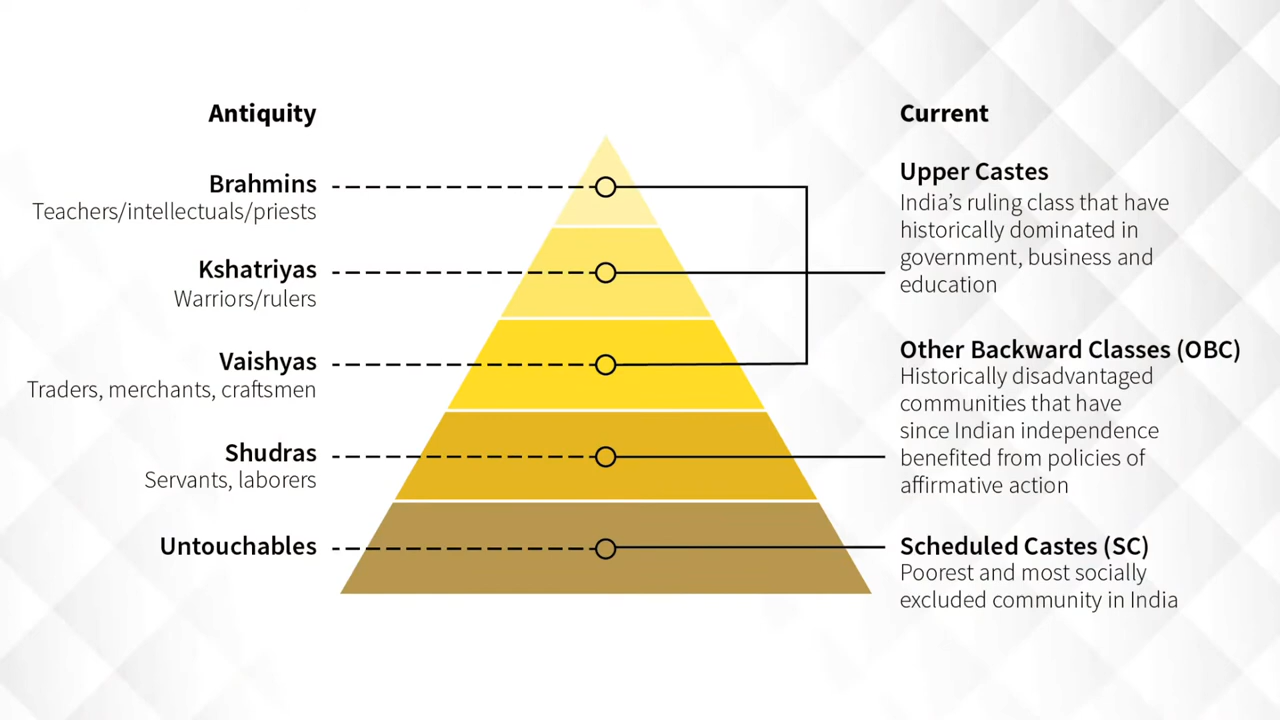 Antiquity
Brahmins
Teachers/intellectuals/priests
Kshatriyas
Warriors/rulers
Vaishyas
Traders, merchants, craftsmen
Shudras
Servants, laborers
Untouchables
Current
Upper Castes
India’s ruling class that have
historically dominated in
government, business and
education
Other Backward Classes (OBC)
Historically disadvantaged
communities that have
since Indian independence
benefited from policies of
affirmative action
Scheduled Castes (SC)
Poorest and most socially
excluded community in India